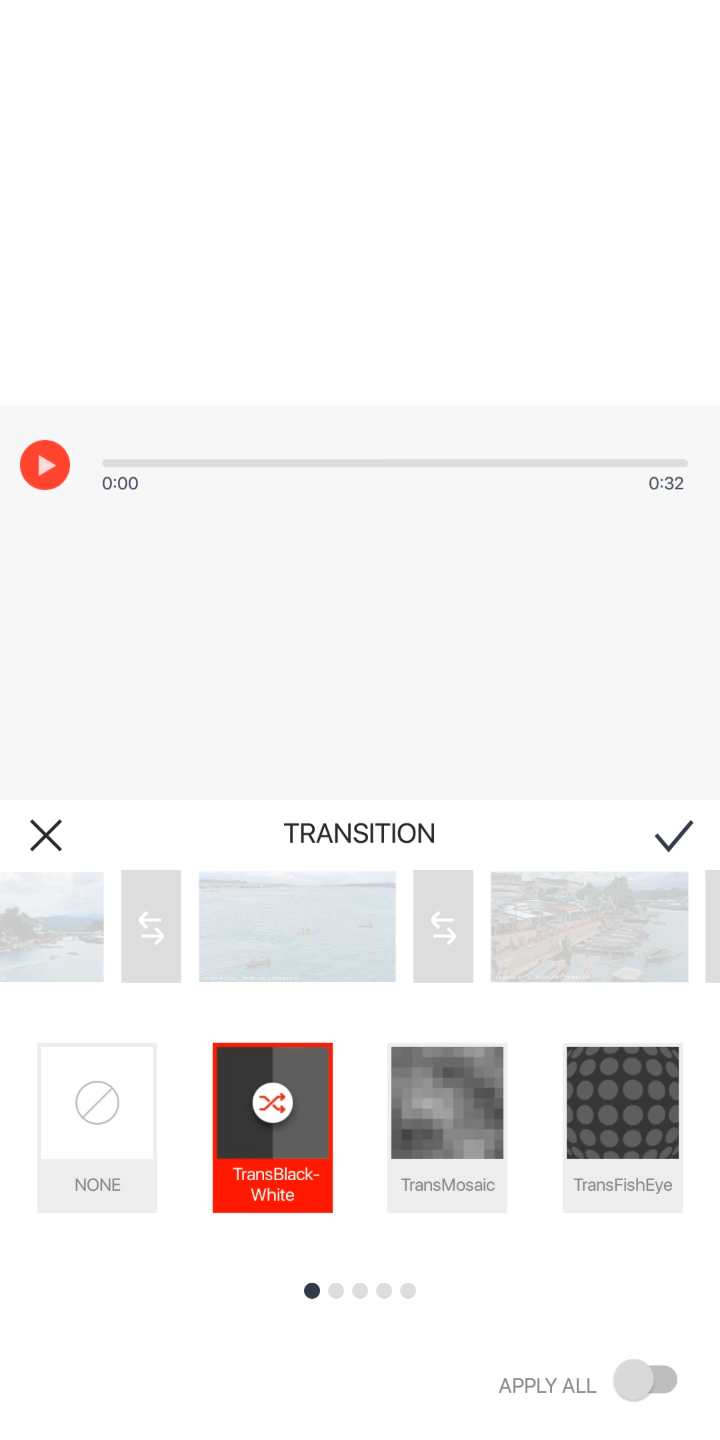 0:00
0:32
TRANSITION
NONE
TransBlack-
White
TransMosaic
TransFishEye
APPLY ALL